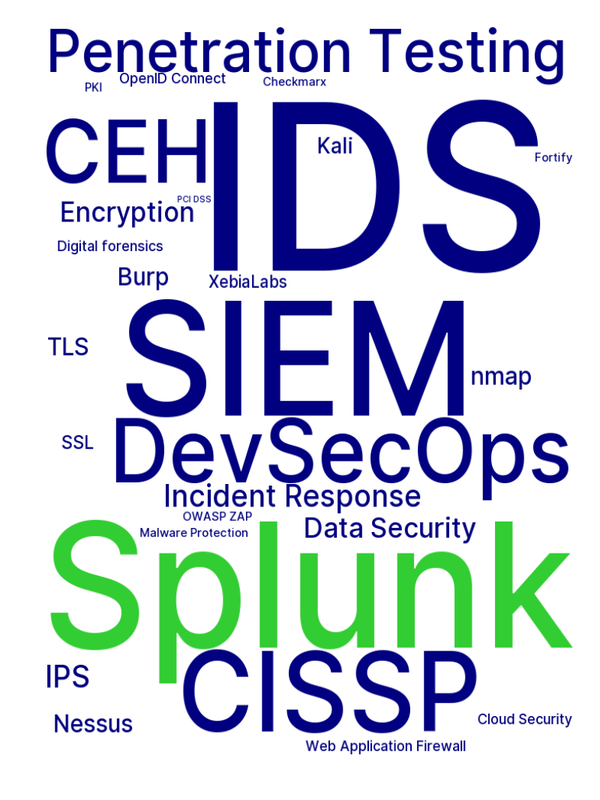 Penetration Testing
PKI
OpenID Connect
Checkmarx
CEH
IDS
Kali
Fortify
PCI DSS
Encryption
Digital forensics
Burp
XebiaLabs
SIEM
TLS
nmap
SSL
DevSecOps
Incident Response
OWASP ZAP
Malware Protection
Data Security
Splunk
IPS
CISSP
Nessus
Cloud Security
Web Application Firewall